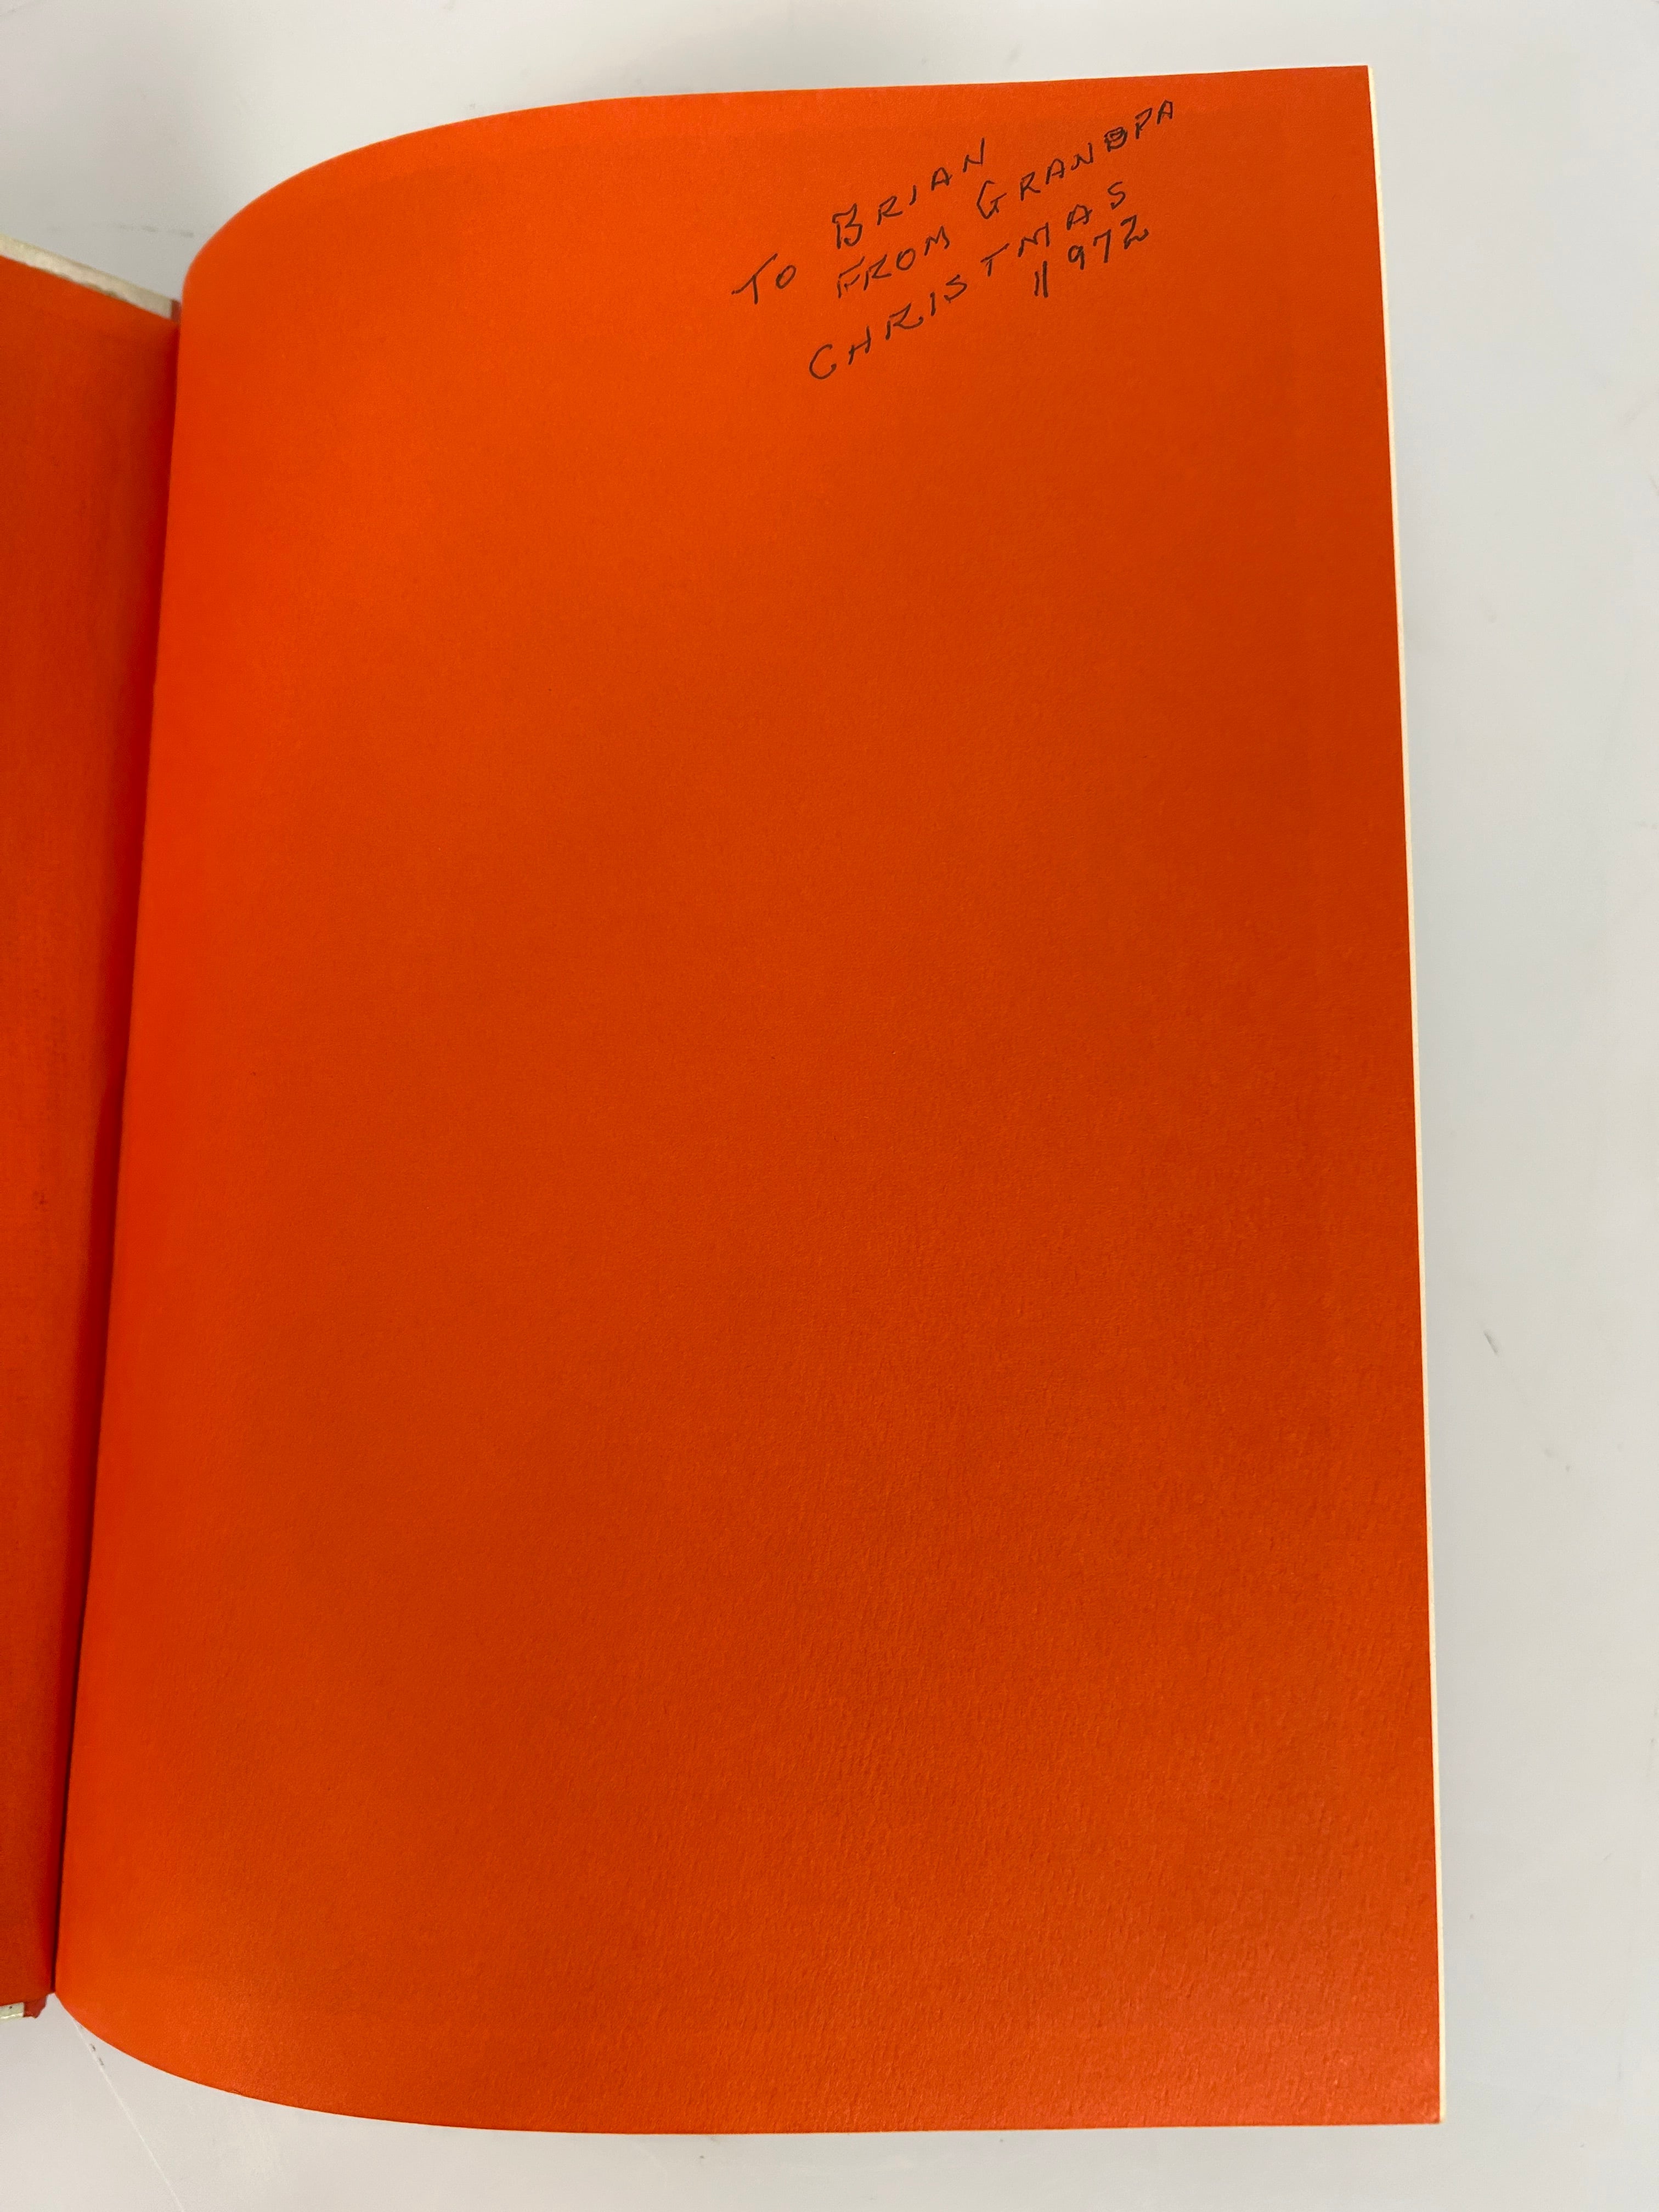 TO BRIAN
FROM GRANDPA
CHRISTMAS
1972